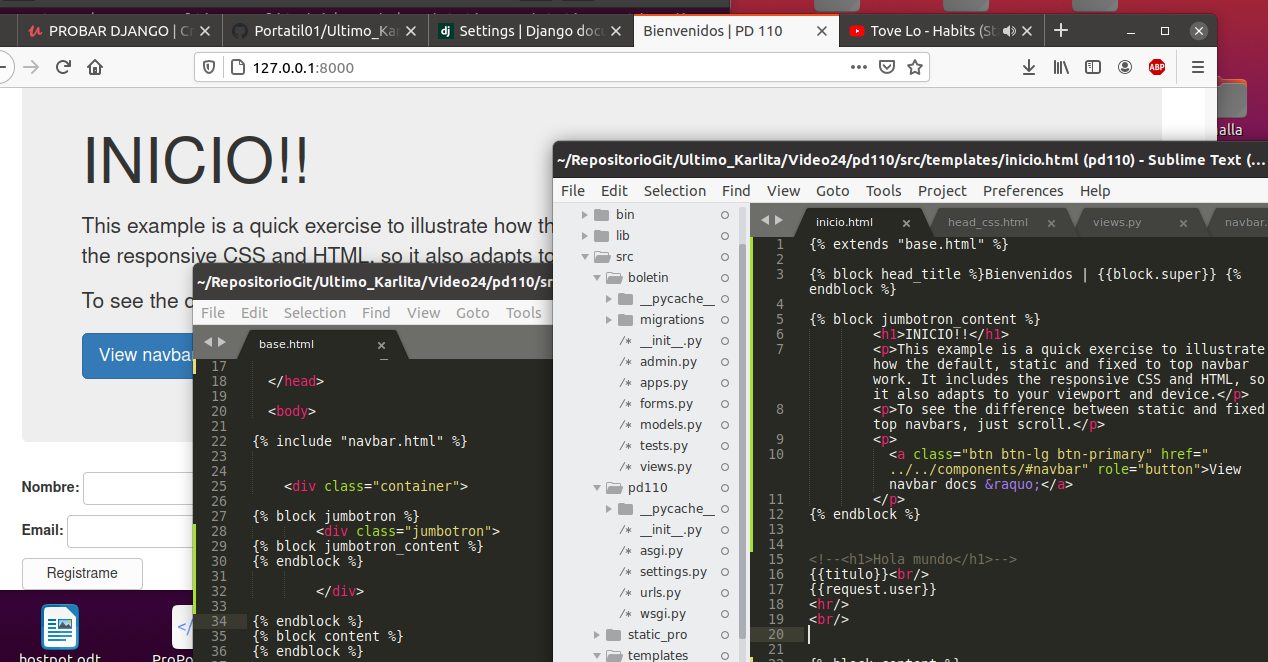 PROBAR DJANGO | Cr
Portatil01/Ultimo_Kar
Settings | Django docu
Bienvenidos | PD 110
Tove Lo - Habits (St
127.0.0.1:8000
ABP
INICIO!!
This example is a quick exercise to illustrate how th
the responsive CSS and HTML, so it also adapts to
To see the d
View navba
Nombre:
Email:
Registrame
hostpot.odt
ProPo
alla
~/RepositorioGit/Ultimo_Karlita/Video24/pd110/sr
File Edit Selection Find View Goto Tools
base.html
17
18 </head>
19
20 <body>
21
22 {% include "navbar.html" %}
23
24
25 <div class="container">
26
27 {% block jumbotron %}
28 <div class="jumbotron">
29 {% block jumbotron_content %}
30 {% endblock %}
31
32 </div>
33
34 {% endblock %}
35 {% block content %}
36 {% endblock %}
~/RepositorioGit/Ultimo_Karlita/Video24/pd110/src/templates/inicio.html (pd110) - Sublime Text (...
File Edit Selection Find View Goto Tools Project Preferences Help
bin
lib
src
boletin
__pycache__
migrations
/* __init__.py
/* admin.py
/* apps.py
/* forms.py
/* models.py
/* tests.py
/* views.py
pd110
__pycache__
/* __init__.py
/* asgi.py
/* settings.py
/* urls.py
/* wsgi.py
static_pro
templates
inicio.html
head_css.html
views.py
navbar.
1 {% extends "base.html" %}
2
3 {% block head_title %}Bienvenidos | {{block.super}} {%
endblock %}
4
5 {% block jumbotron_content %}
6 <h1>INICIO!!</h1>
7 <p>This example is a quick exercise to illustrate
how the default, static and fixed to top navbar
work. It includes the responsive CSS and HTML, so
it also adapts to your viewport and device.</p>
8 <p>To see the difference between static and fixed
top navbars, just scroll.</p>
9 <p>
10 <a class="btn btn-lg btn-primary" href="
../../components/#navbar" role="button">View
navbar docs &raquo;</a>
11 </p>
12 {% endblock %}
13
14
15 <!--<h1>Hola mundo</h1>-->
16 {{titulo}}<br/>
17 {{request.user}}
18 <hr/>
19 <br/>
20
21